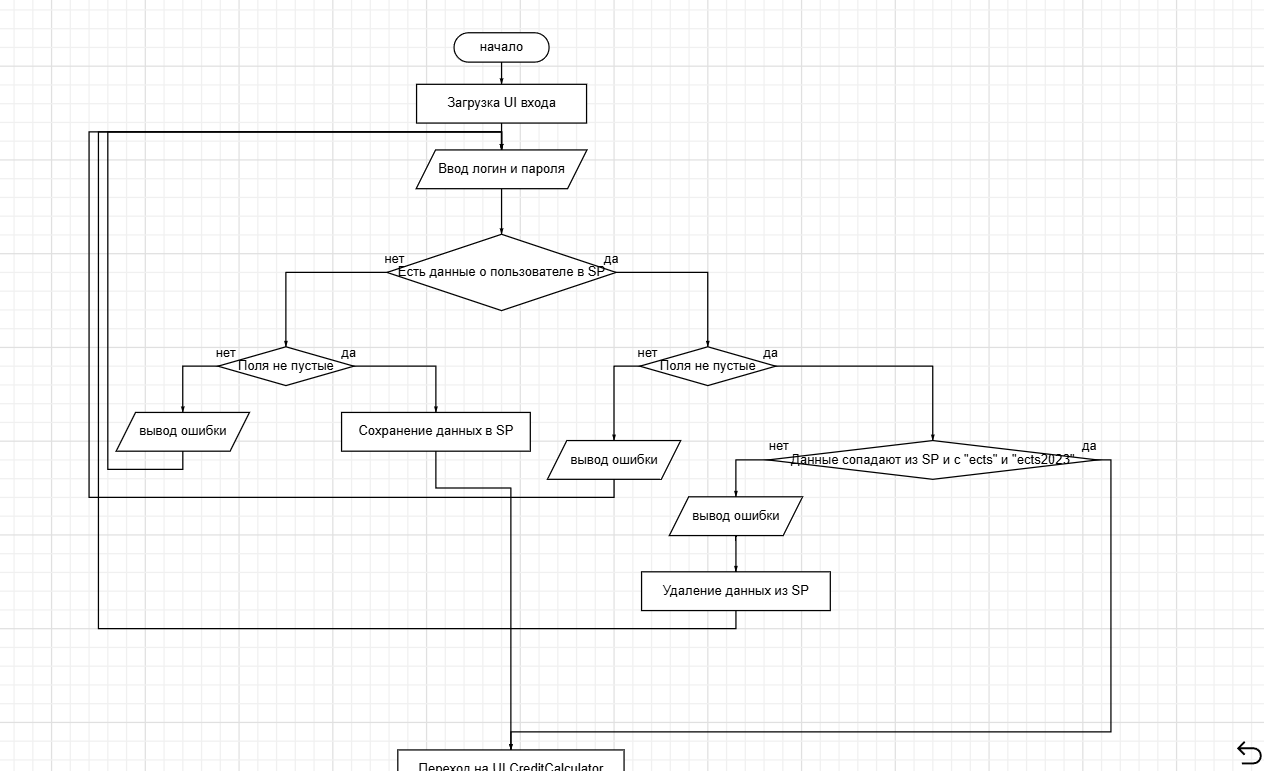 начало
Загрузка UI входа
Ввод логин и пароля
нет
да
Есть данные о пользователе в SP
нет
да
нет
да
Поля не пустые
Поля не пустые
вывод ошибки
Сохранение данных в SP
нет
да
вывод ошибки
Данные сопадают из SP и с "ects" и "ects2023"
вывод ошибки
Удаление данных из SP
Переход на UI CreditCalculator